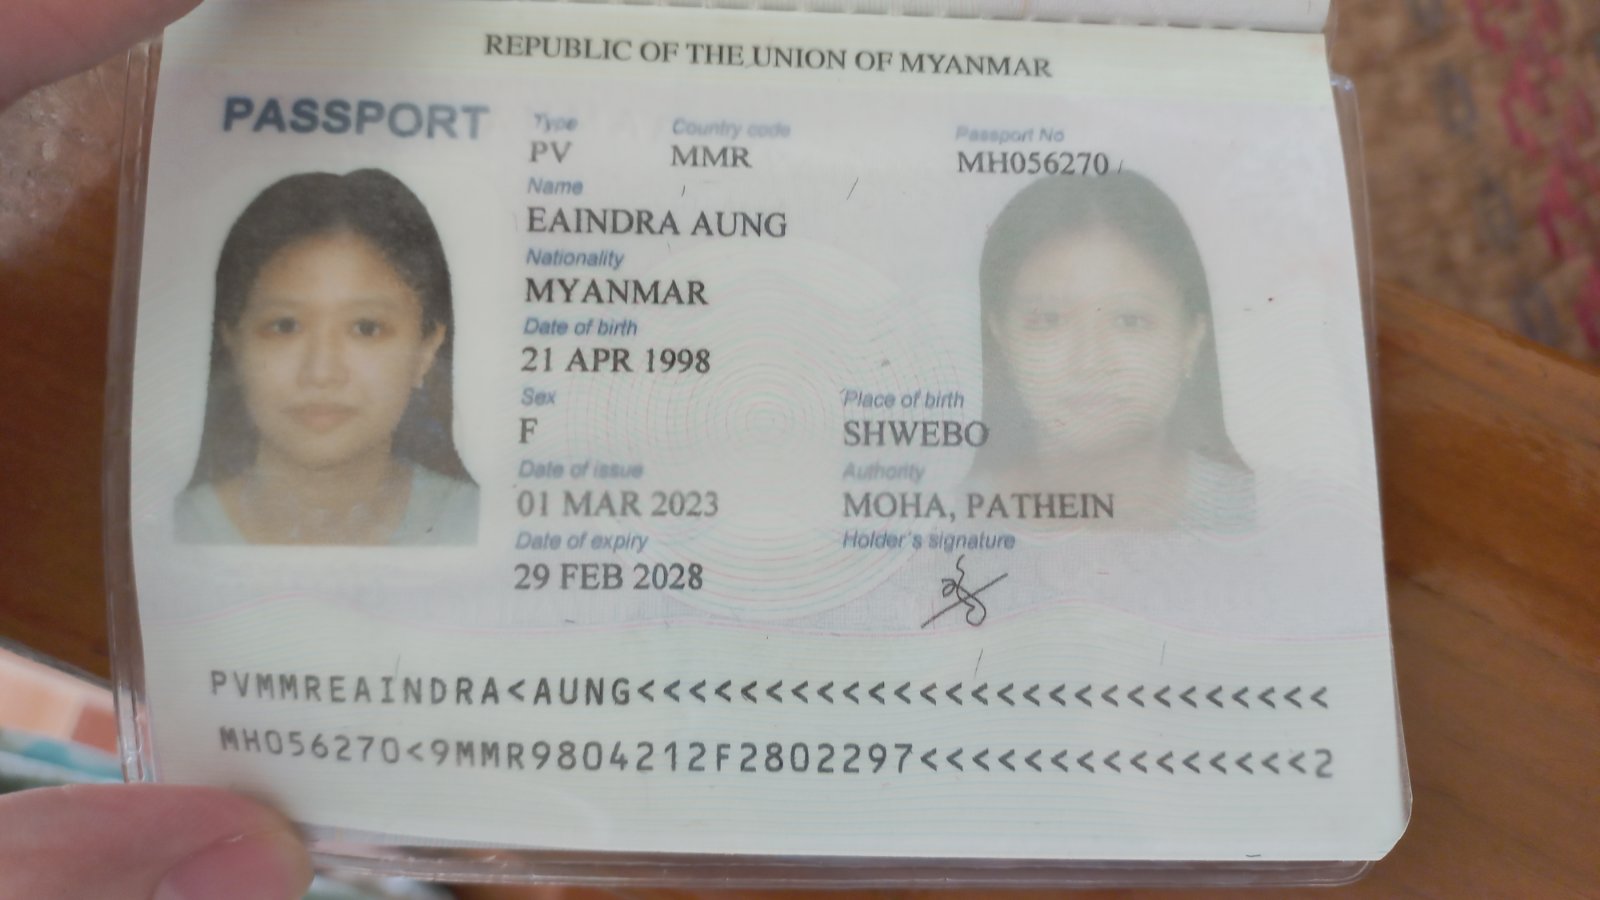 REPUBLIC OF THE UNION OF MYANMAR
PASSPORT
Type Country code Passport No
PV MMR MH056270
Name
EAINDRA AUNG
Nationality
MYANMAR
Date of birth
21 APR 1998
Sex Place of birth
F SHWEBO
Date of issue Authority
01 MAR 2023 MOHA, PATHEIN
Date of expiry Holder's signature
29 FEB 2028
PVMMREAINDRA<AUNG<<<<<<<<<<<<<<<<<<<<<<<<<<<
MH056270<9MMR9804212F2802297<<<<<<<<<<<<<<<2